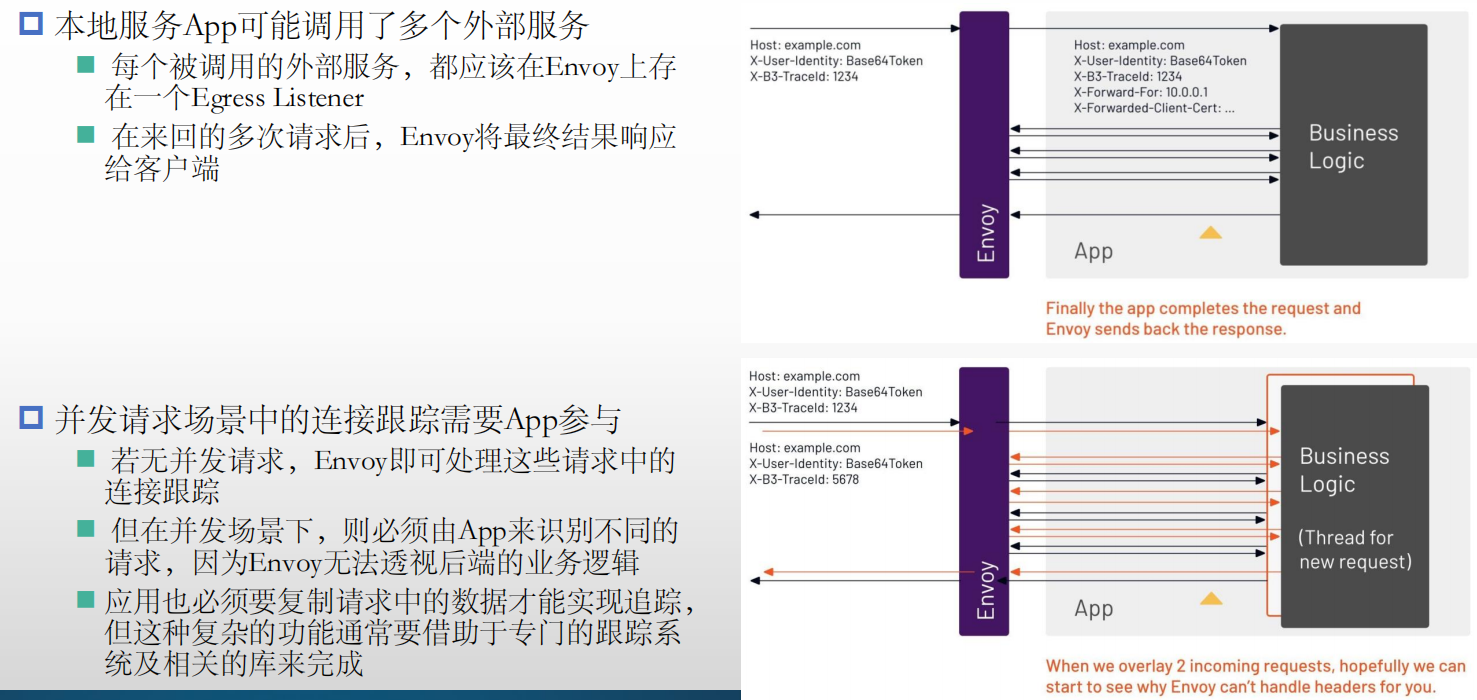 本地服务App可能调用了多个外部服务
每个被调用的外部服务，都应该在Envoy上存
在一个Egress Listener
在来回的多次请求后，Envoy将最终结果响应
给客户端
并发请求场景中的连接跟踪需要App参与
若无并发请求，Envoy即可处理这些请求中的
连接跟踪
但在并发场景下，则必须由App来识别不同的
请求，因为Envoy无法透视后端的业务逻辑
应用也必须要复制请求中的数据才能实现追踪，
但这种复杂的功能通常要借助于专门的跟踪系
统及相关的库来完成
Host: example.com
X-User-Identity: Base64Token
X-B3-TraceId: 1234
Envoy
Host: example.com
X-User-Identity: Base64Token
X-B3-TraceId: 1234
X-Forward-For: 10.0.0.1
X-Forwarded-Client-Cert: ...
Business
Logic
App
Finally the app completes the request and
Envoy sends back the response.
Host: example.com
X-User-Identity: Base64Token
X-B3-TraceId: 1234
Host: example.com
X-User-Identity: Base64Token
X-B3-TraceId: 5678
Envoy
Business
Logic
(Thread for
new request)
App
When we overlay 2 incoming requests, hopefully we can
start to see why Envoy can't handle headers for you.